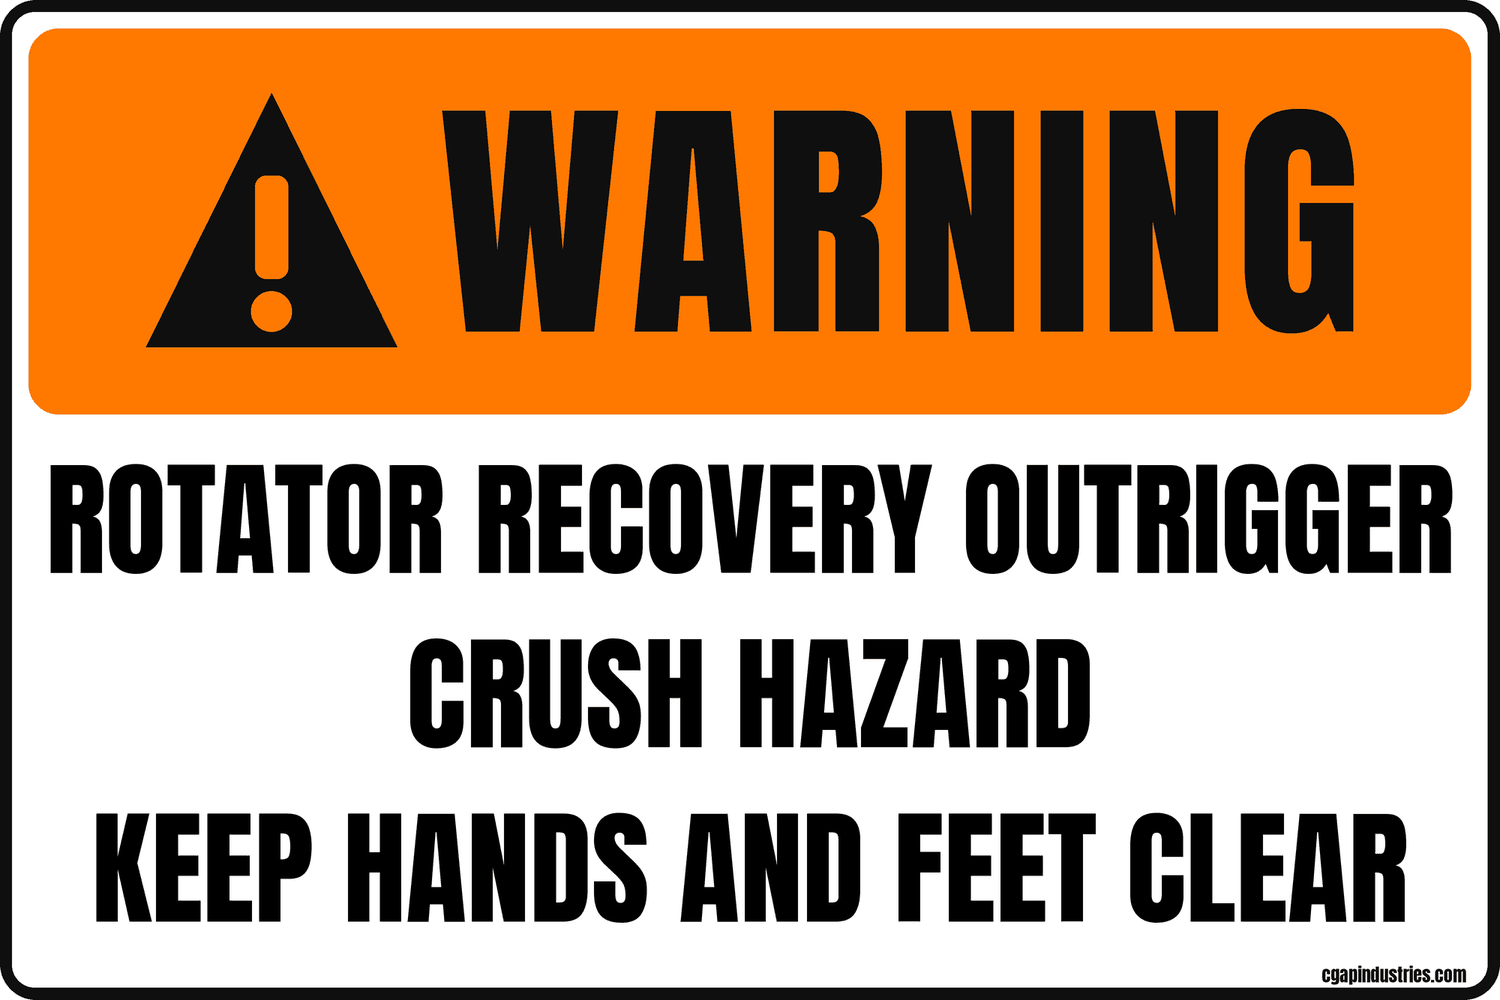 WARNING
ROTATOR RECOVERY OUTRIGGER
CRUSH HAZARD
KEEP HANDS AND FEET CLEAR
cgapindustries.com